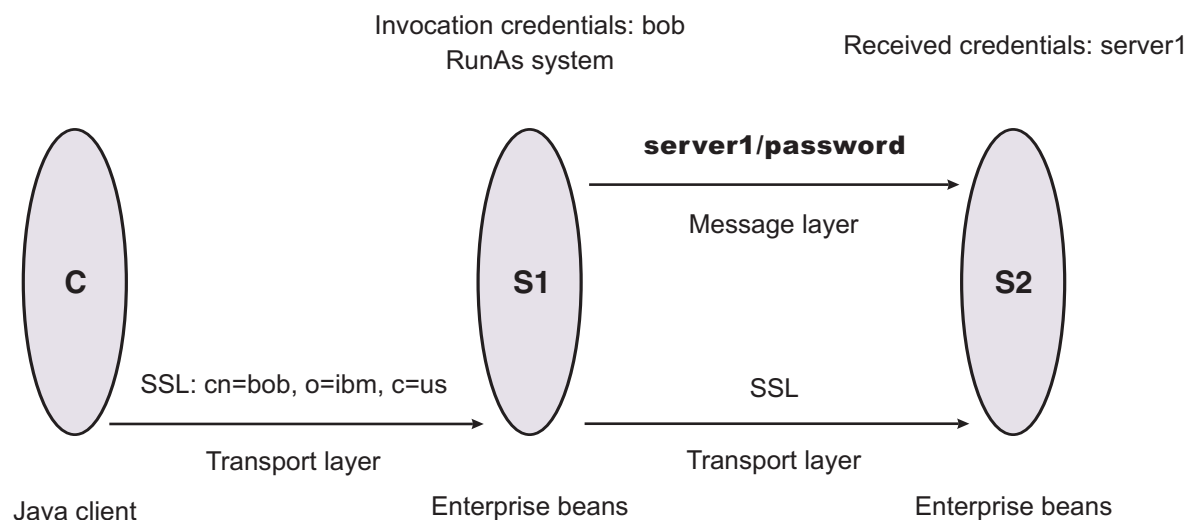 Invocation credentials: bob
RunAs system
Received credentials: server1
server1/password
Message layer
C
S1
S2
SSL: cn=bob, o=ibm, c=us
SSL
Transport layer
Transport layer
Java client
Enterprise beans
Enterprise beans